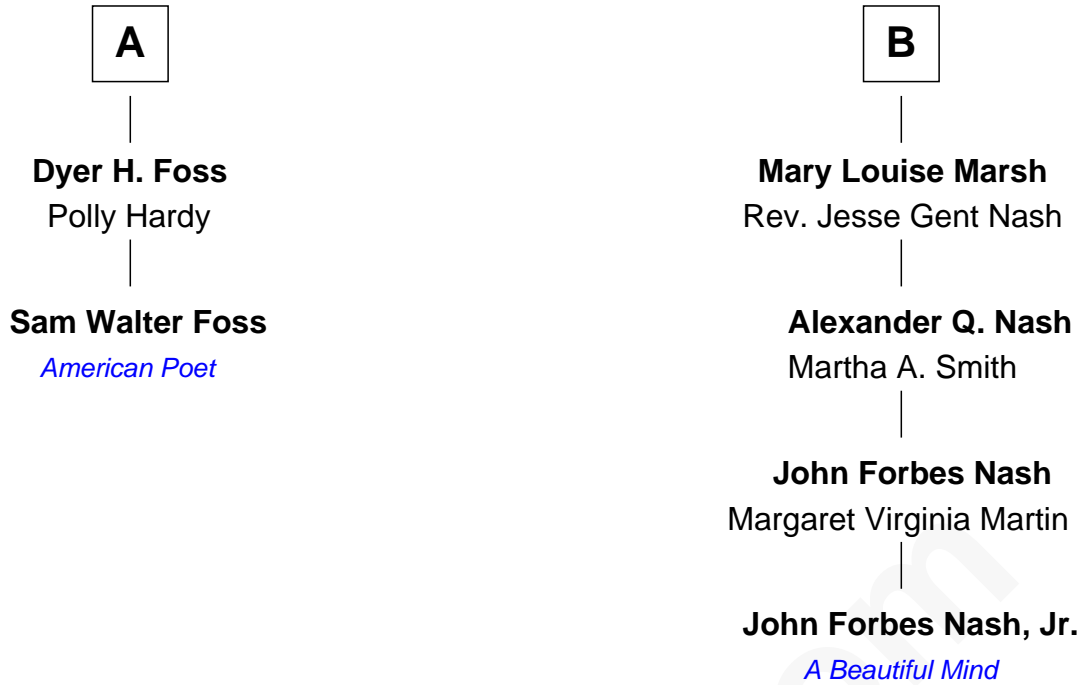 A
Dyer H. Foss
Polly Hardy
Sam Walter Foss
American Poet
B
Mary Louise Marsh
Rev. Jesse Gent Nash
Alexander Q. Nash
Martha A. Smith
John Forbes Nash
Margaret Virginia Martin
John Forbes Nash, Jr.
A Beautiful Mind